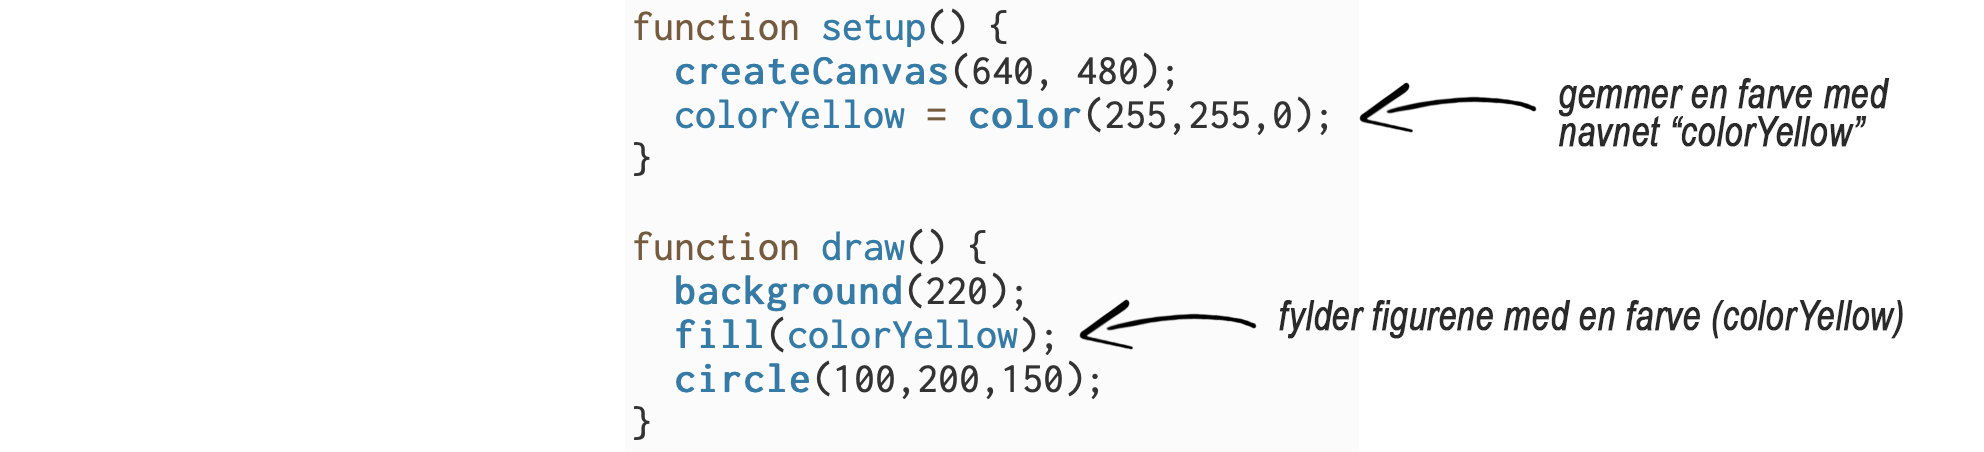 function setup() {
createCanvas(640, 480);
colorYellow = color(255,255,0);
}
gemmer en farve med
navnet “colorYellow”
function draw() {
background(220);
fill(colorYellow);
circle(100,200,150);
}
fylder figurene med en farve (colorYellow)